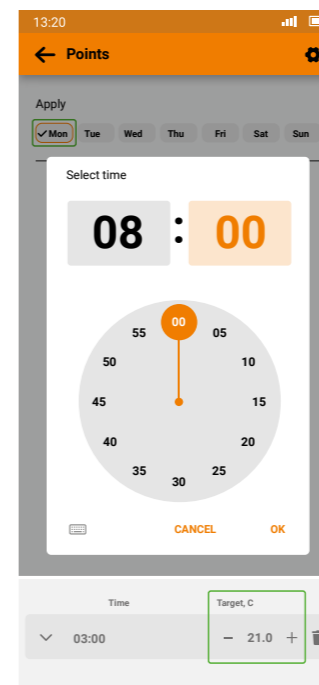 13:20
Points
Apply
Mon Tue Wed Thu Fri Sat Sun
Select time
08 : 00
00
55 05
50 10
45 15
40 20
35 25
30
CANCEL OK
Time Target, C
03:00 − 21.0 +